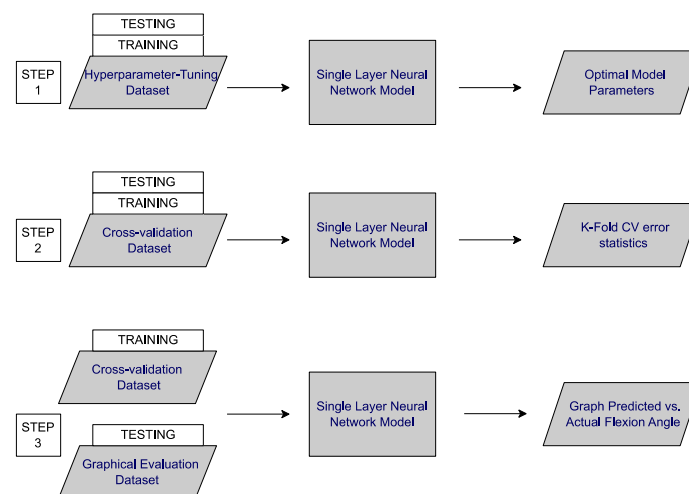 TESTING
TRAINING
STEP
1
Hyperparameter-Tuning
Dataset
Single Layer Neural
Network Model
Optimal Model
Parameters
TESTING
TRAINING
STEP
2
Cross-validation
Dataset
Single Layer Neural
Network Model
K-Fold CV error
statistics
TRAINING
Cross-validation
Dataset
STEP
3
TESTING
Graphical Evaluation
Dataset
Single Layer Neural
Network Model
Graph Predicted vs.
Actual Flexion Angle